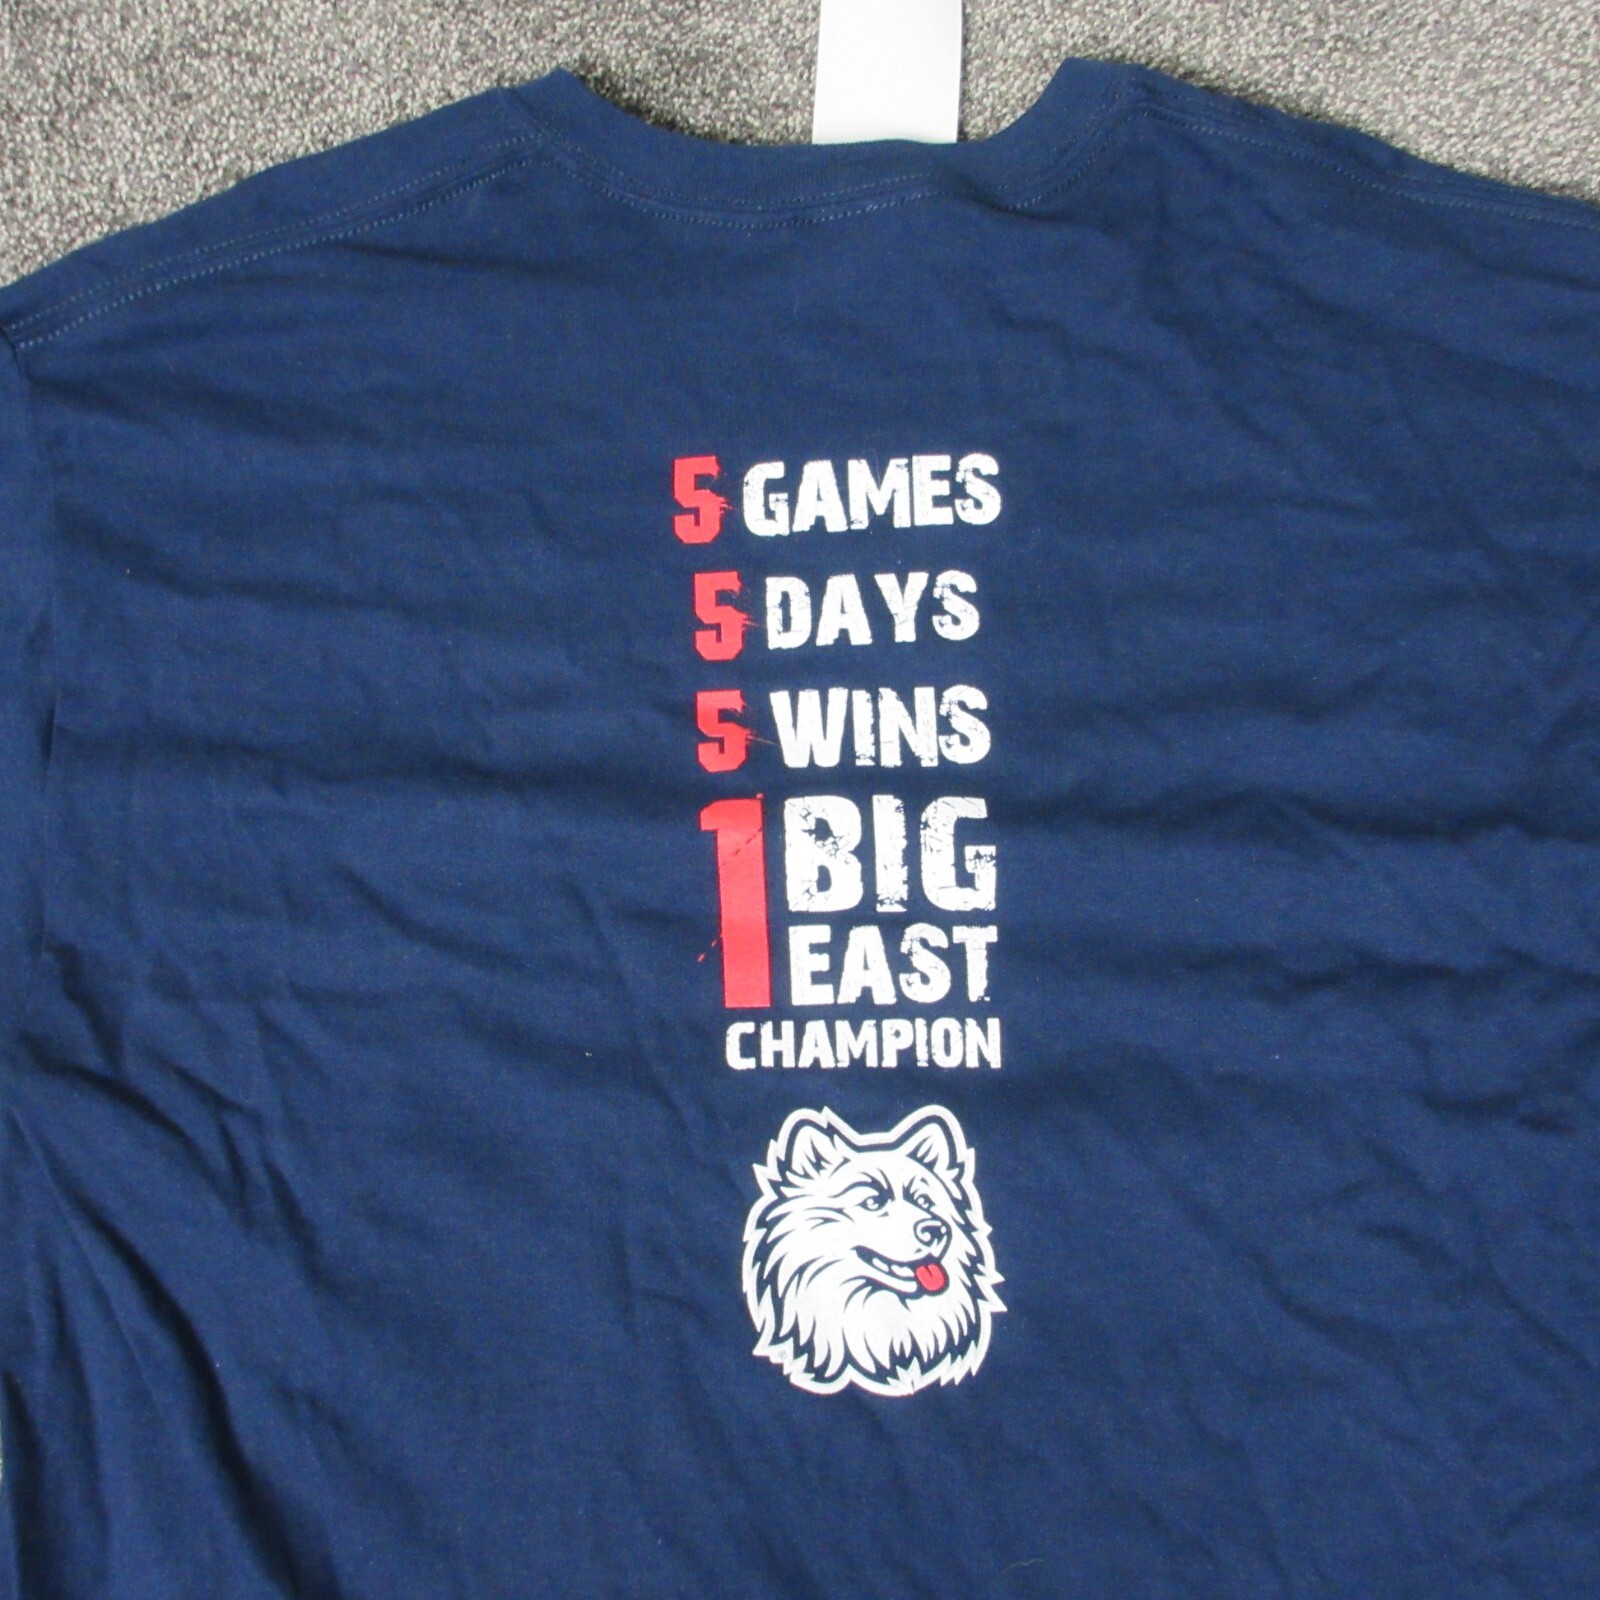 5 GAMES
5 DAYS
5 WINS
1 BIG
EAST
CHAMPION